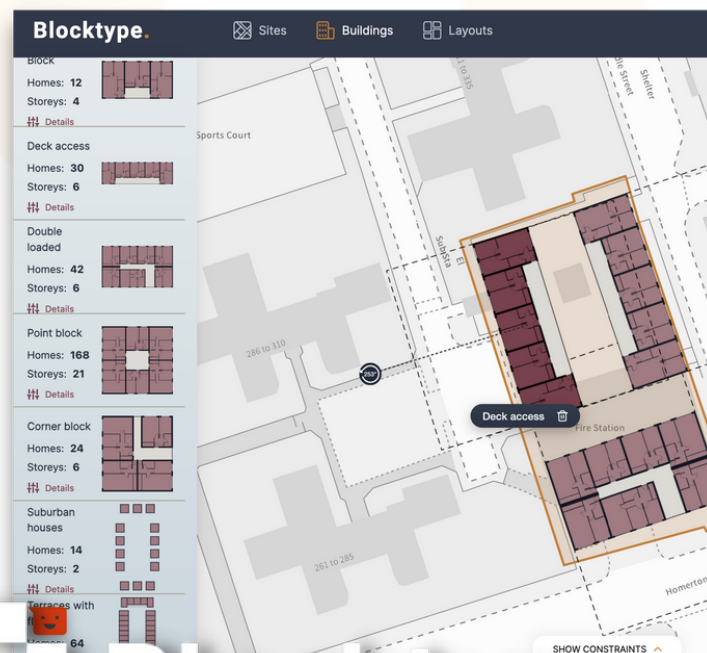 Blocktype.
Sites
Buildings
Layouts
Block
Homes: 12
Storeys: 4
Details
Deck access
Homes: 30
Storeys: 6
Details
Double
loaded
Homes: 42
Storeys: 6
Details
Point block
Homes: 168
Storeys: 21
Details
Corner block
Homes: 24
Storeys: 6
Details
Suburban
houses
Homes: 14
Storeys: 2
Details
Terraces with
Homes: 64
Sports Court
Shelter
El
Sub Sta
286 to 310
253°
Deck access
Fire Station
261 to 285
Homerton
SHOW CONSTRAINTS